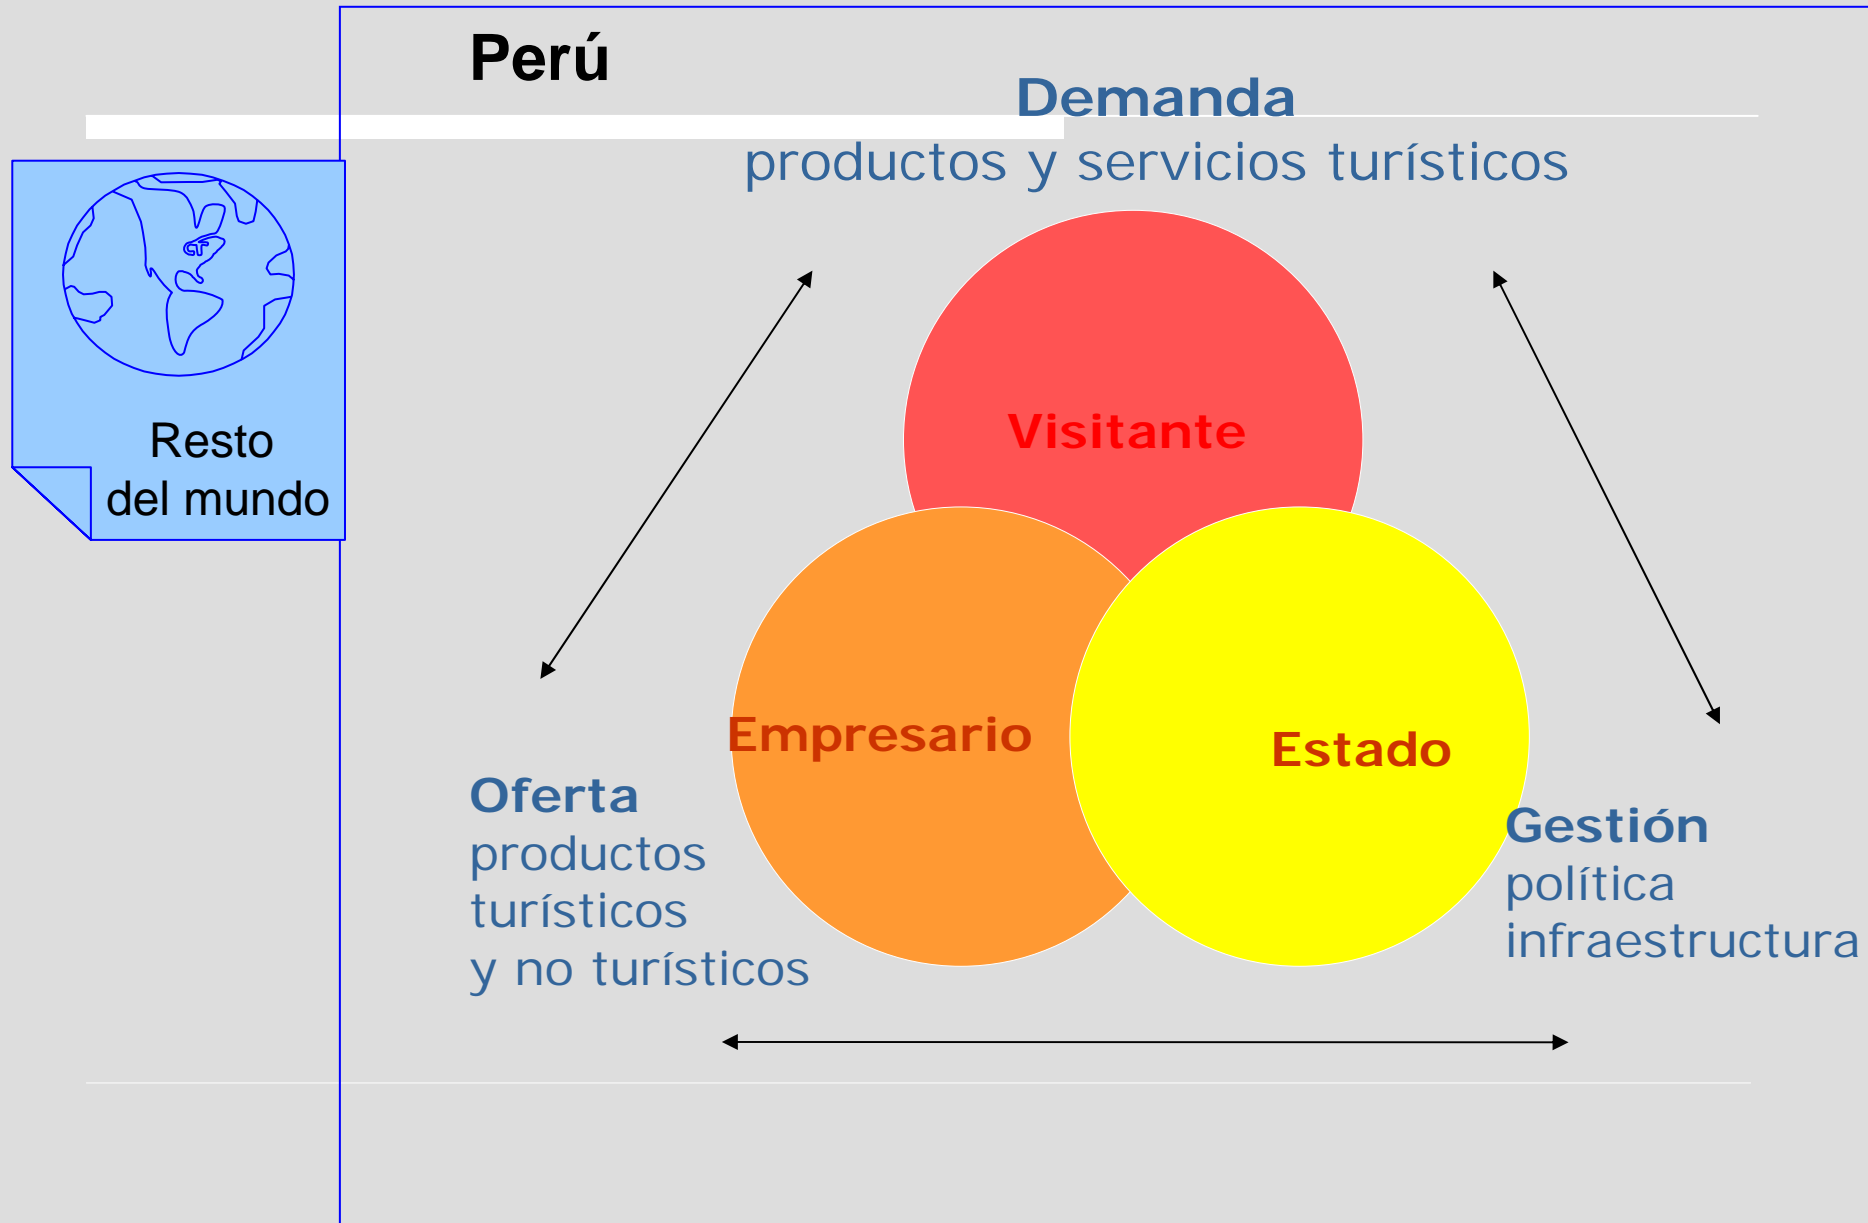 Perú
Demanda
productos y servicios turísticos
Resto
del mundo
Visitante
Empresario
Estado
Oferta
productos
turísticos
y no turísticos
Gestión
política
infraestructura